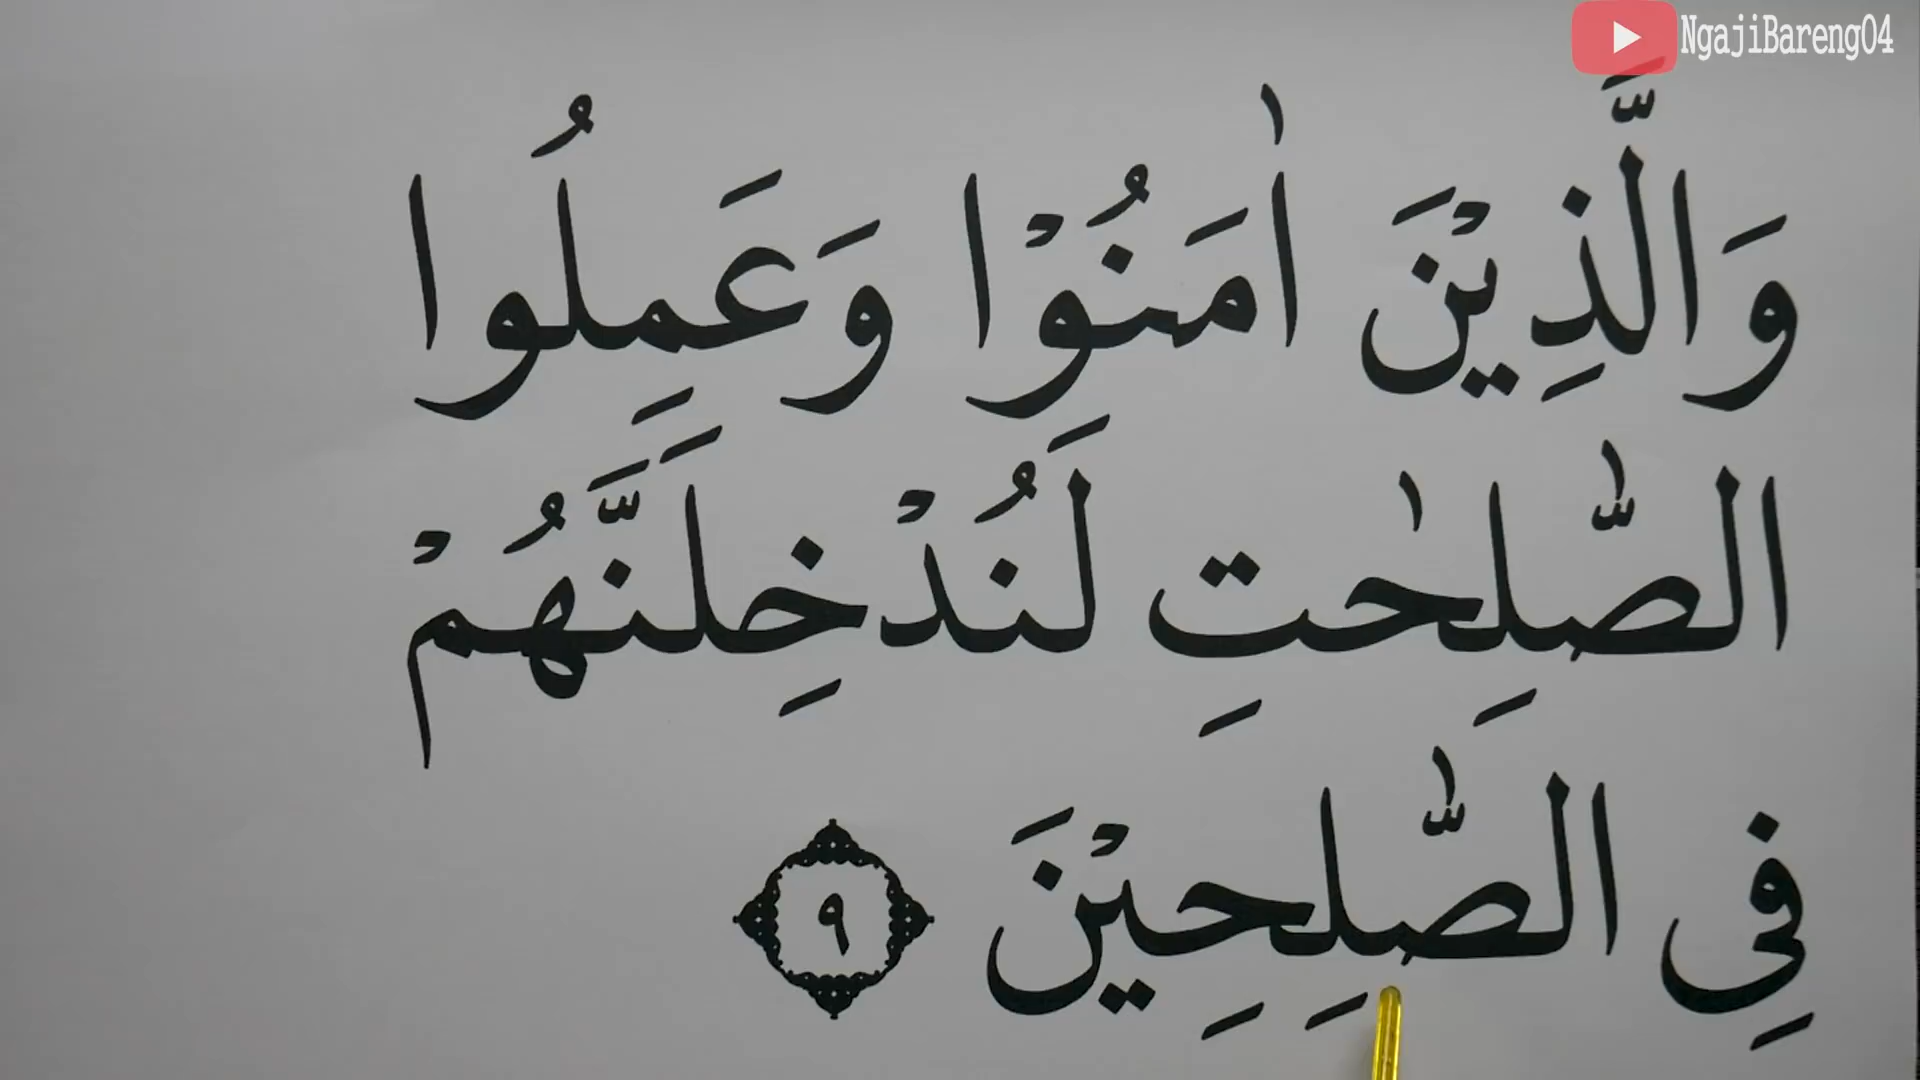 NgajiBareng04
وَالَّذِيْنَ اٰمَنُوْا وَعَمِلُوا
الصّٰلِحٰتِ لَنُدْخِلَنَّهُمْ
فِى الصّٰلِحِيْنَ ٩